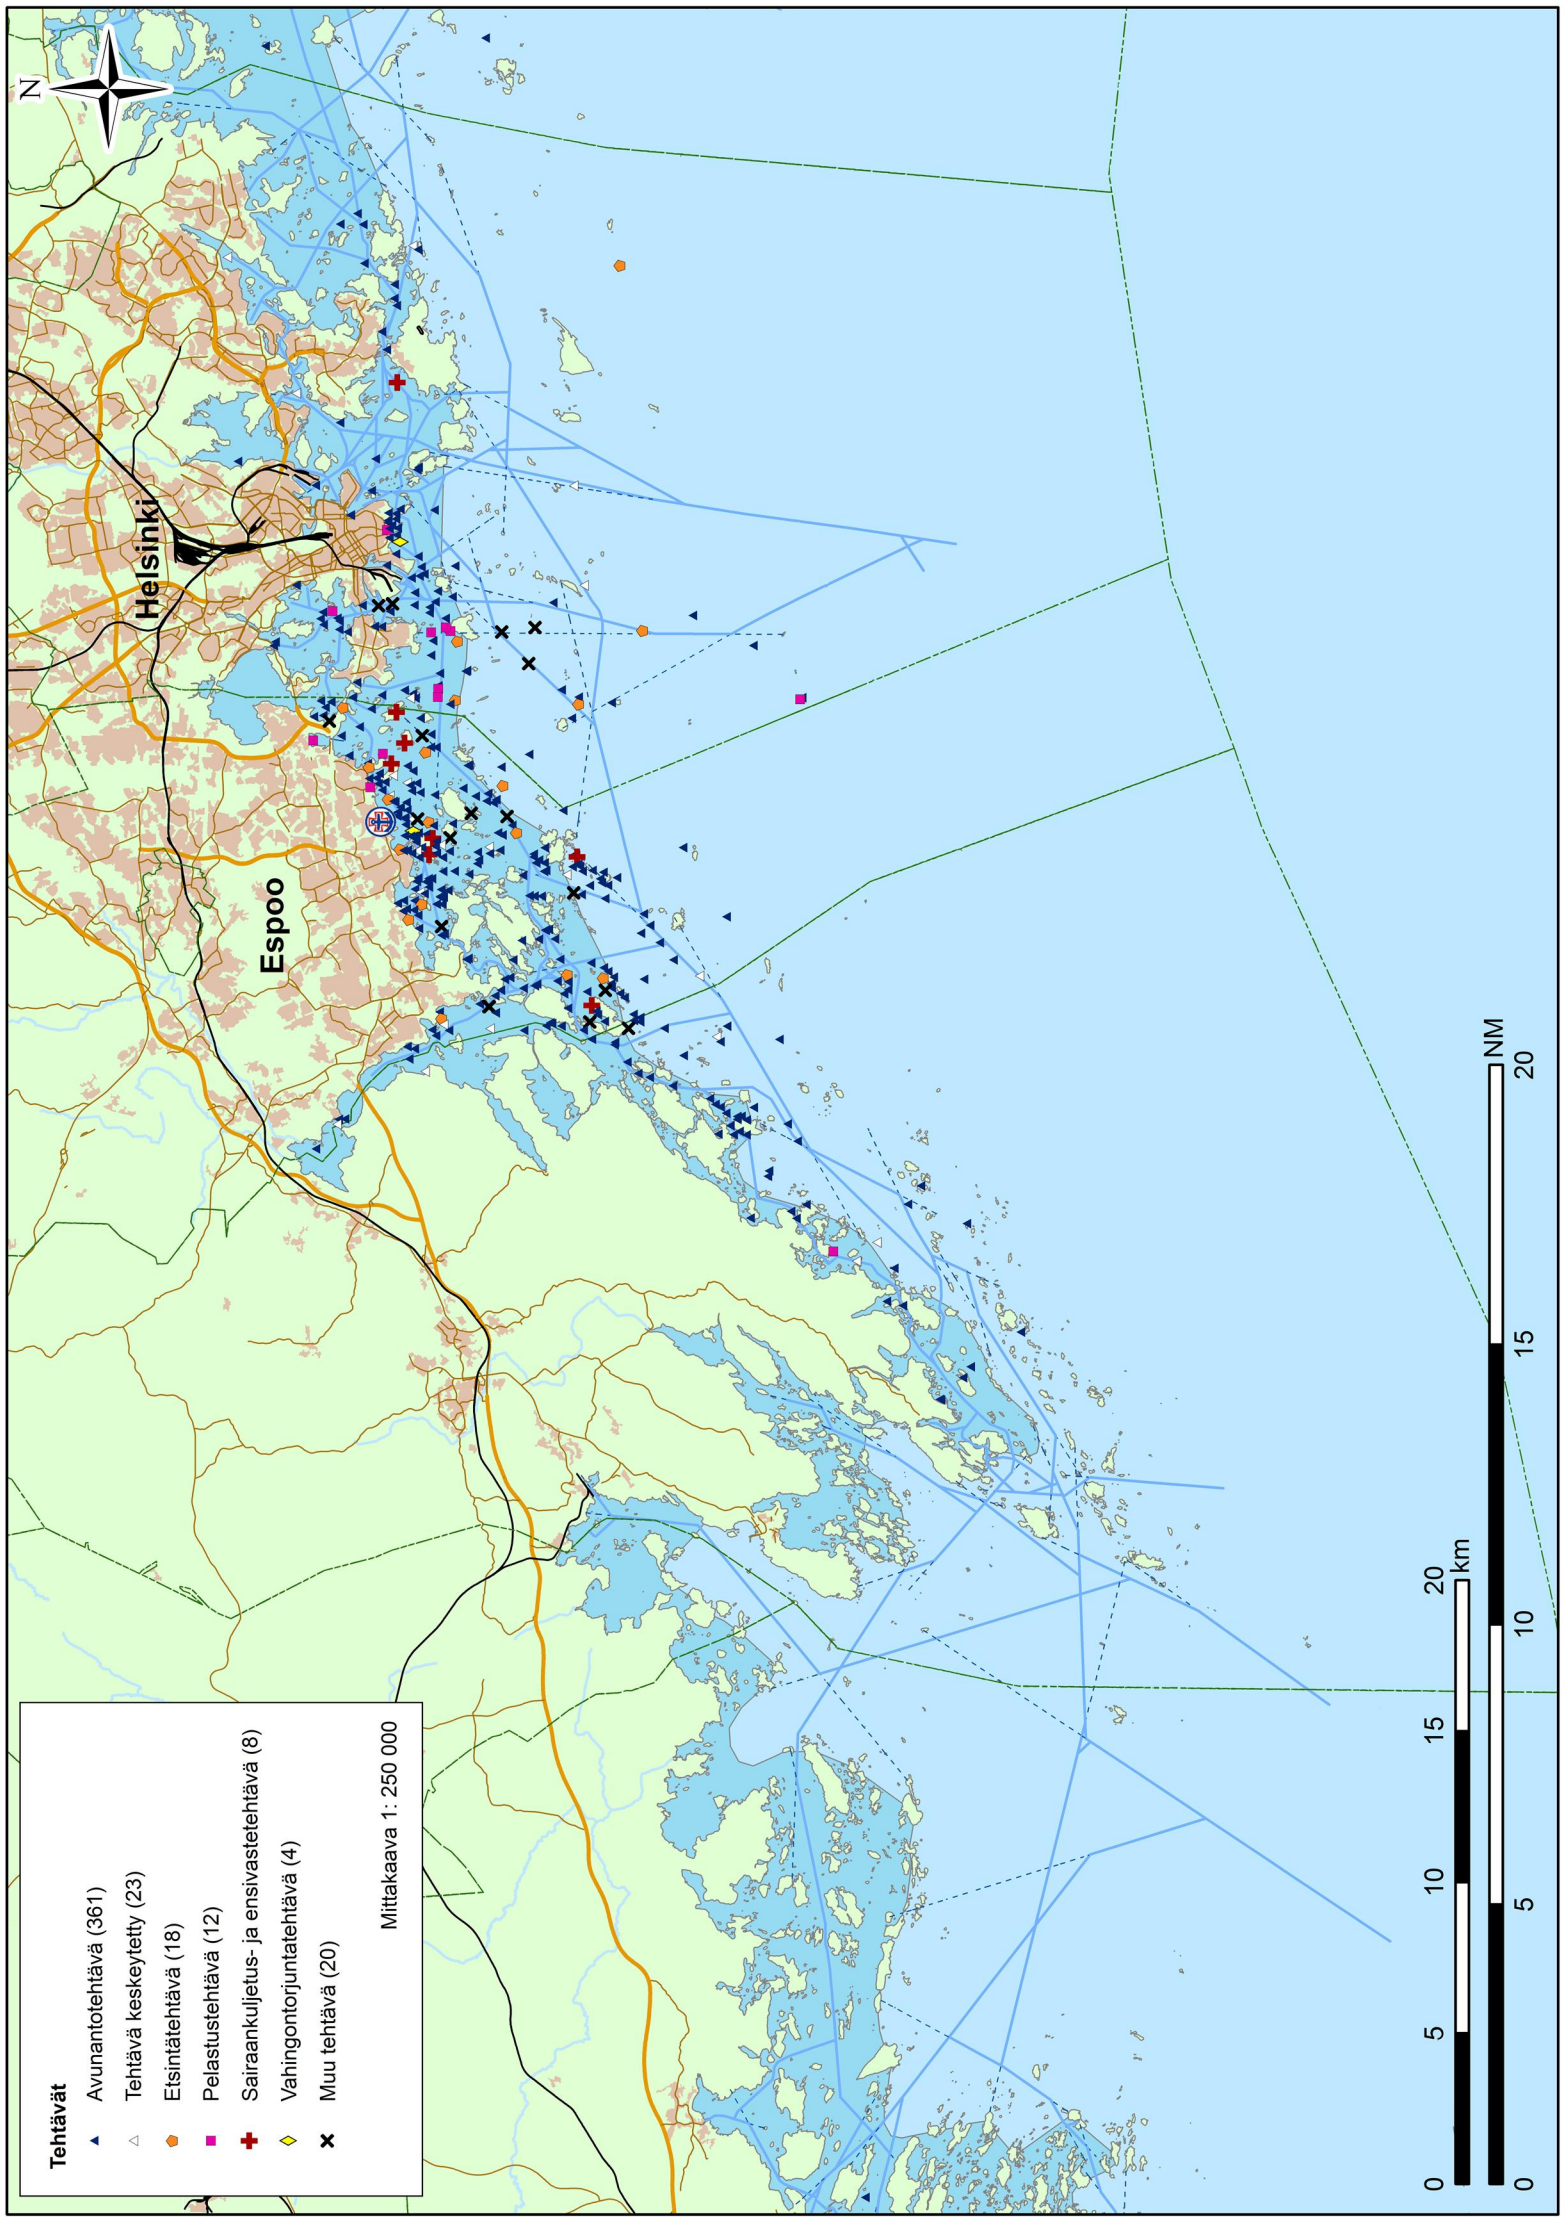 N
Helsinki
Espoo
Tehtävät
Avunantotehtävä (361)
Tehtävä keskeytetty (23)
Etsintätehtävä (18)
Pelastustehtävä (12)
Sairaankuljetus- ja ensivastetehtävä (8)
Vahingontorjuntatehtävä (4)
Muu tehtävä (20)
Mittakaava 1: 250 000
0 5 10 15 20
km
NM
0 5 10 15 20